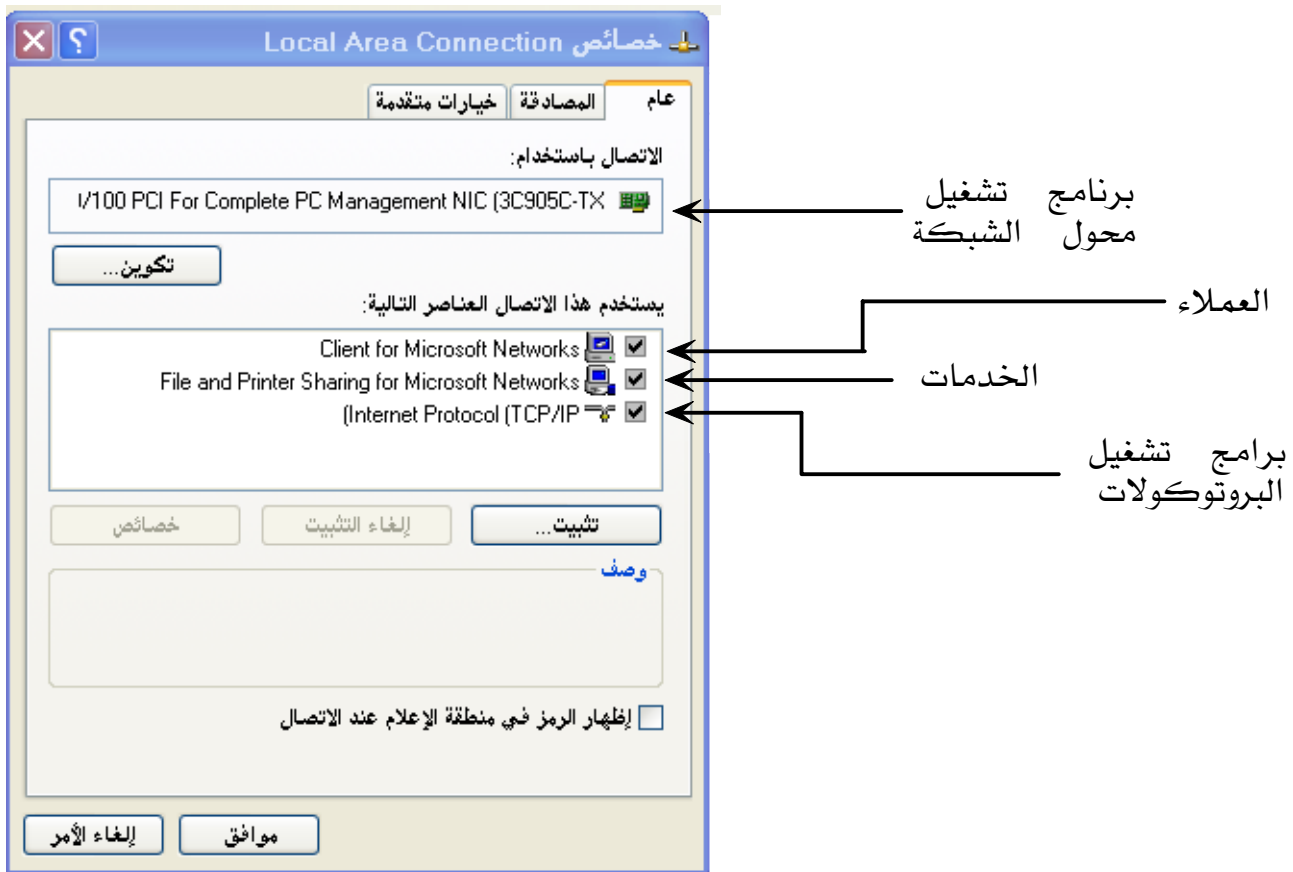 خصائص Local Area Connection
عام
المصادقة
خيارات متقدمة
الاتصال باستخدام:
/100 PCI For Complete PC Management NIC (3C905C-TX
تكوين...
يستخدم هذا الاتصال العناصر التالية:
Client for Microsoft Networks
File and Printer Sharing for Microsoft Networks
(Internet Protocol (TCP/IP
تثبيت...
إلغاء التثبيت
خصائص
وصف
إظهار الرمز في منطقة الإعلام عند الاتصال
موافق
إلغاء الأمر
برنامج تشغيل
محول الشبكة
العملاء
الخدمات
برامج تشغيل
البروتوكولات